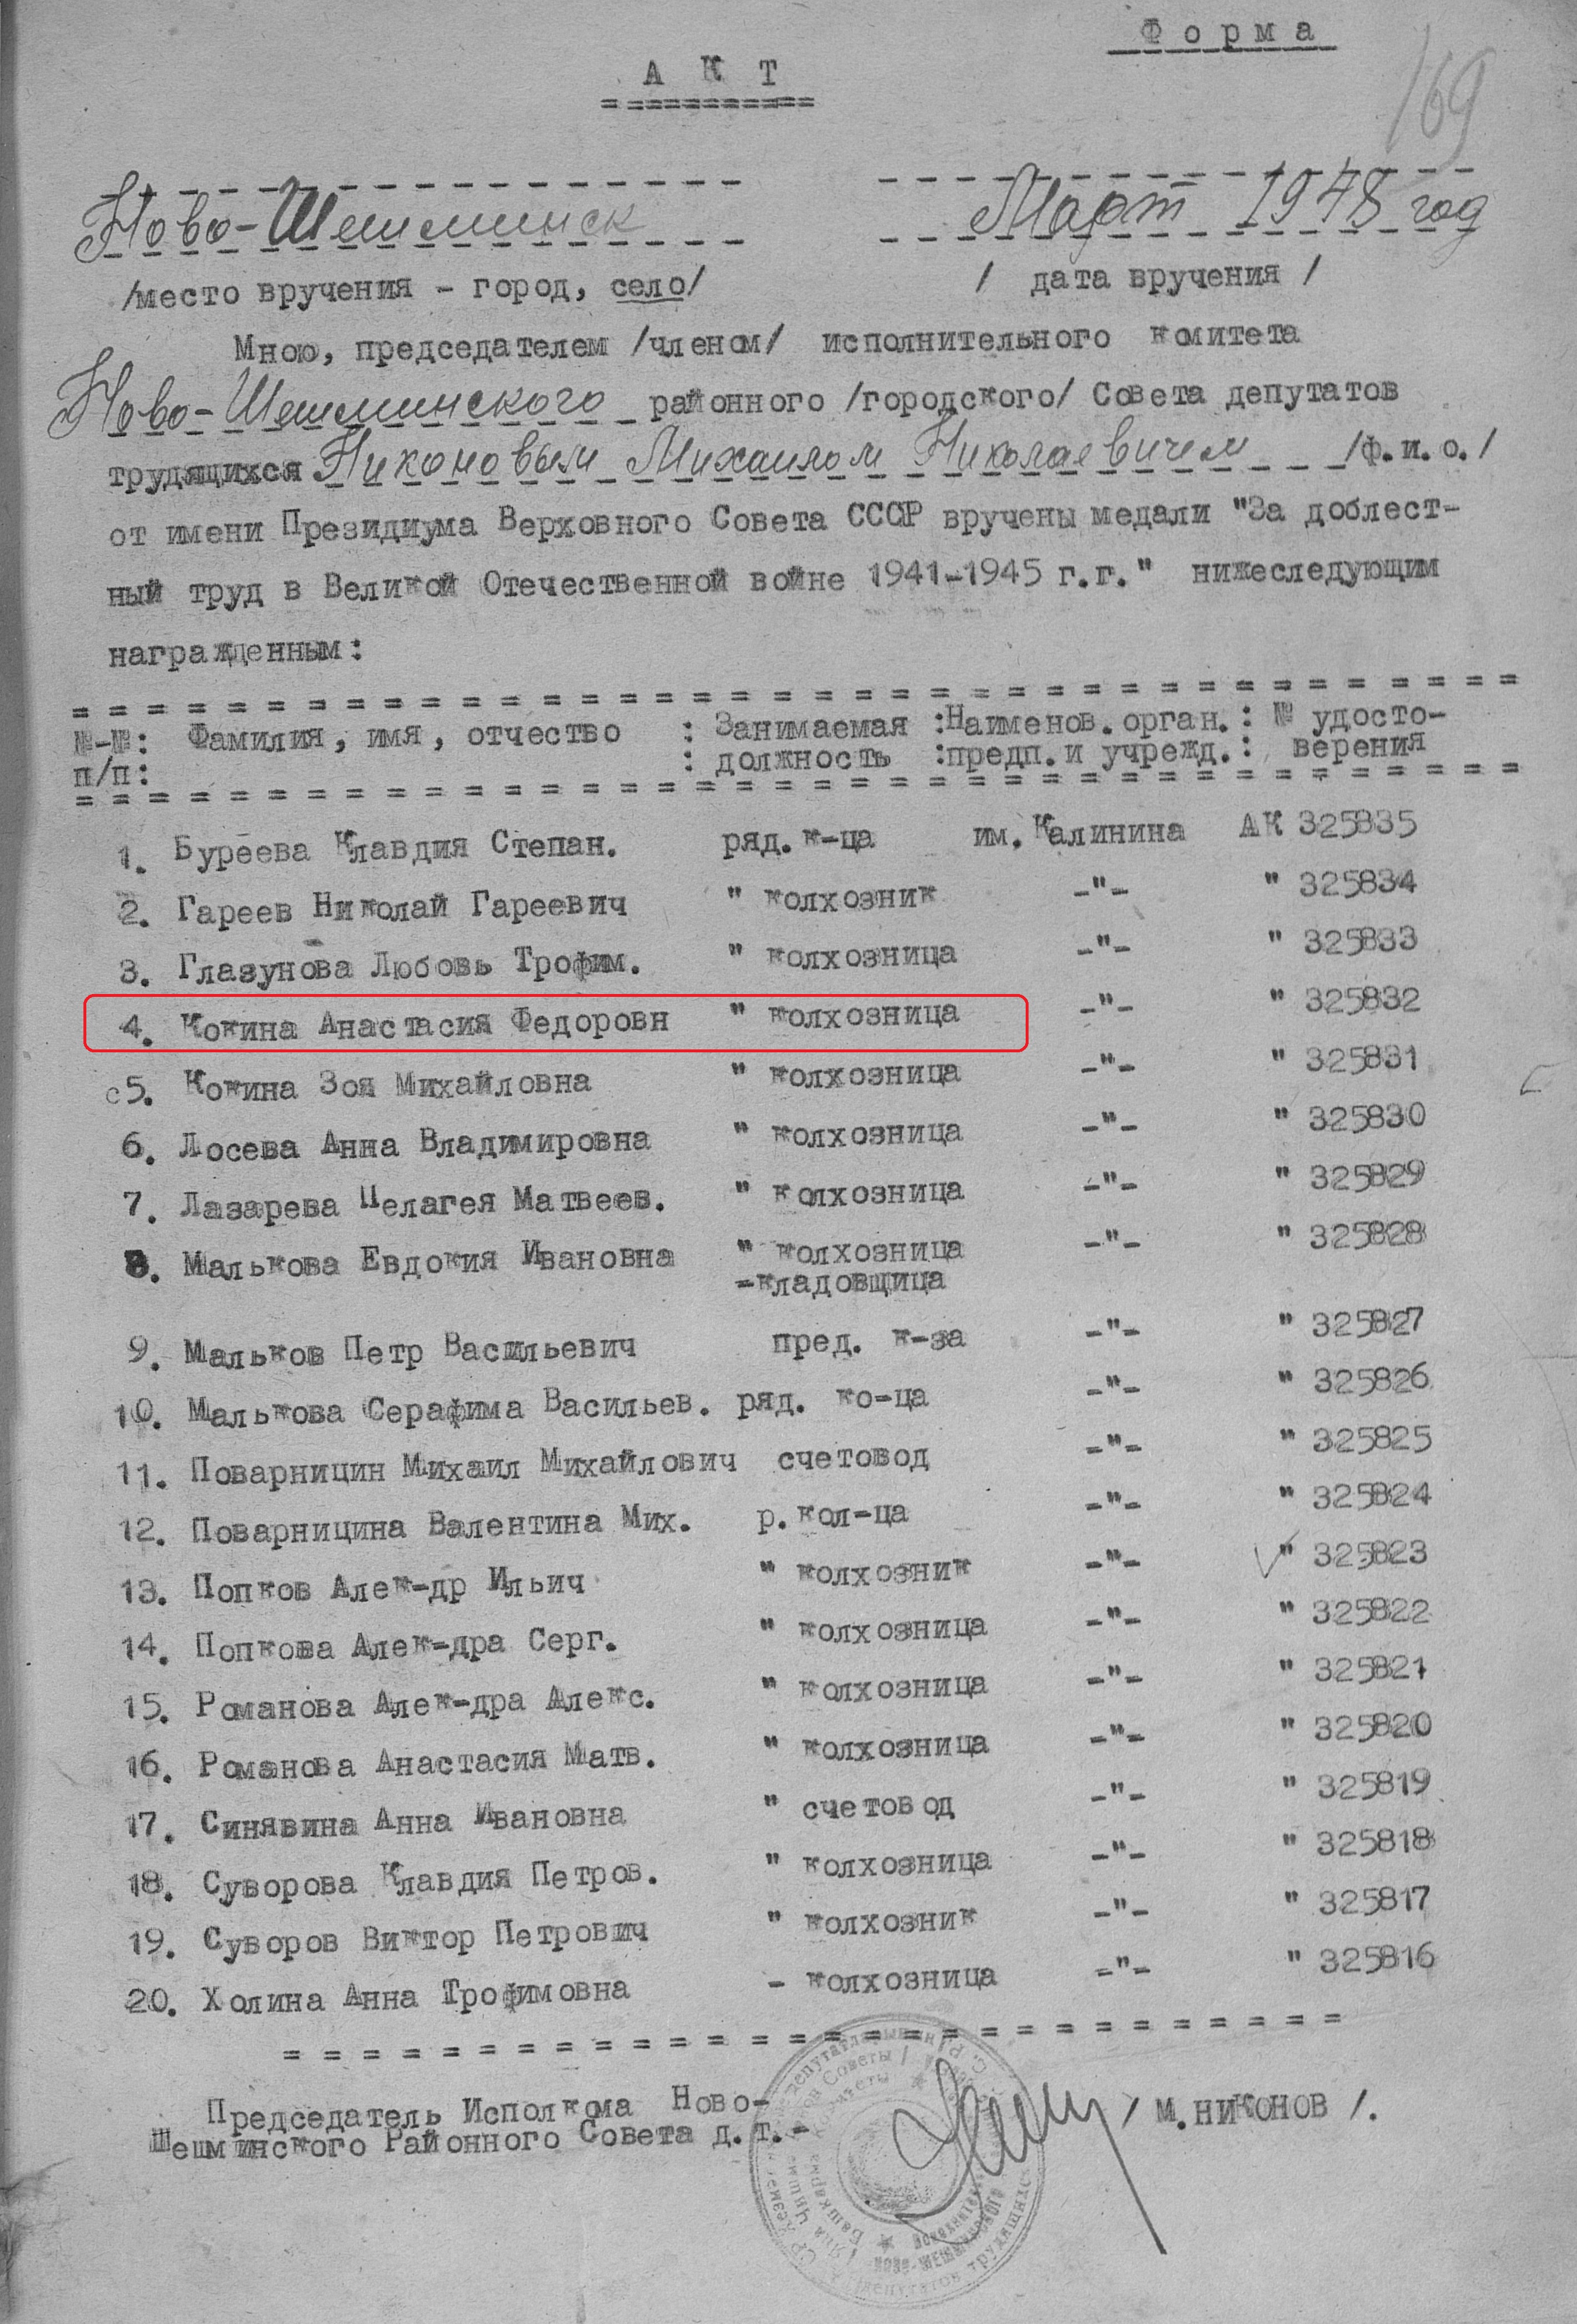 Форма
169
АКТ
Ново-Шешминск Март 1948 год
/место вручения - город, село/ / дата вручения /
Мною, председателем /членом/ исполнительного комитета
Ново-Шешминского районного /городского/ Совета депутатов
трудящихся Никоновым Михаилом Николаевичем /ф.и.о./
от имени Президиума Верховного Совета СССР вручены медали "За доблест-
ный труд в Великой Отечественной войне 1941-1945 г.г." нижеследующим
награжденным:
№-№: Фамилия, имя, отчество : Занимаемая :Наименов.орган.: № удосто-
п/п: : должность :предп.и учрежд.: верения
1. Буреева Клавдия Степан. ряд. к-ца им. Калинина АК 325835
2. Гареев Николай Гареевич " колхозник -"- " 325834
3. Глазунова Любовь Трофим. " колхозница -"- " 325833
4. Кокина Анастасия Федоровн " колхозница -"- " 325832
с5. Кокина Зоя Михайловна " колхозница -"- " 325831
6. Лосева Анна Владимировна " колхозница -"- " 325830
7. Лазарева Пелагея Матвеев. " колхозница -"- " 325829
8. Малькова Евдокия Ивановна " колхозница -"- " 325828
-кладовщица
9. Мальков Петр Васильевич пред. к-за -"- " 325827
10. Малькова Серафима Васильев. ряд. ко-ца -"- " 325826
11. Поварницин Михаил Михайлович счетовод -"- " 325825
12. Поварницина Валентина Мих. р. кол-ца -"- " 325824
13. Попков Алек-др Ильич " колхозник -"- " 325823
14. Попкова Алек-дра Серг. " колхозница -"- " 325822
15. Романова Алек-дра Алекс. " колхозница -"- " 325821
16. Романова Анастасия Матв. " колхозница -"- " 325820
17. Синявина Анна Ивановна " счетовод -"- " 325819
18. Суворова Клавдия Петров. " колхозница -"- " 325818
19. Суворов Виктор Петрович " колхозник -"- " 325817
20. Холина Анна Трофимовна - колхозница -"- " 325816
Председатель Исполкома Ново-
Шешминского Районного Совета д.т.- / М.НИКОНОВ /.